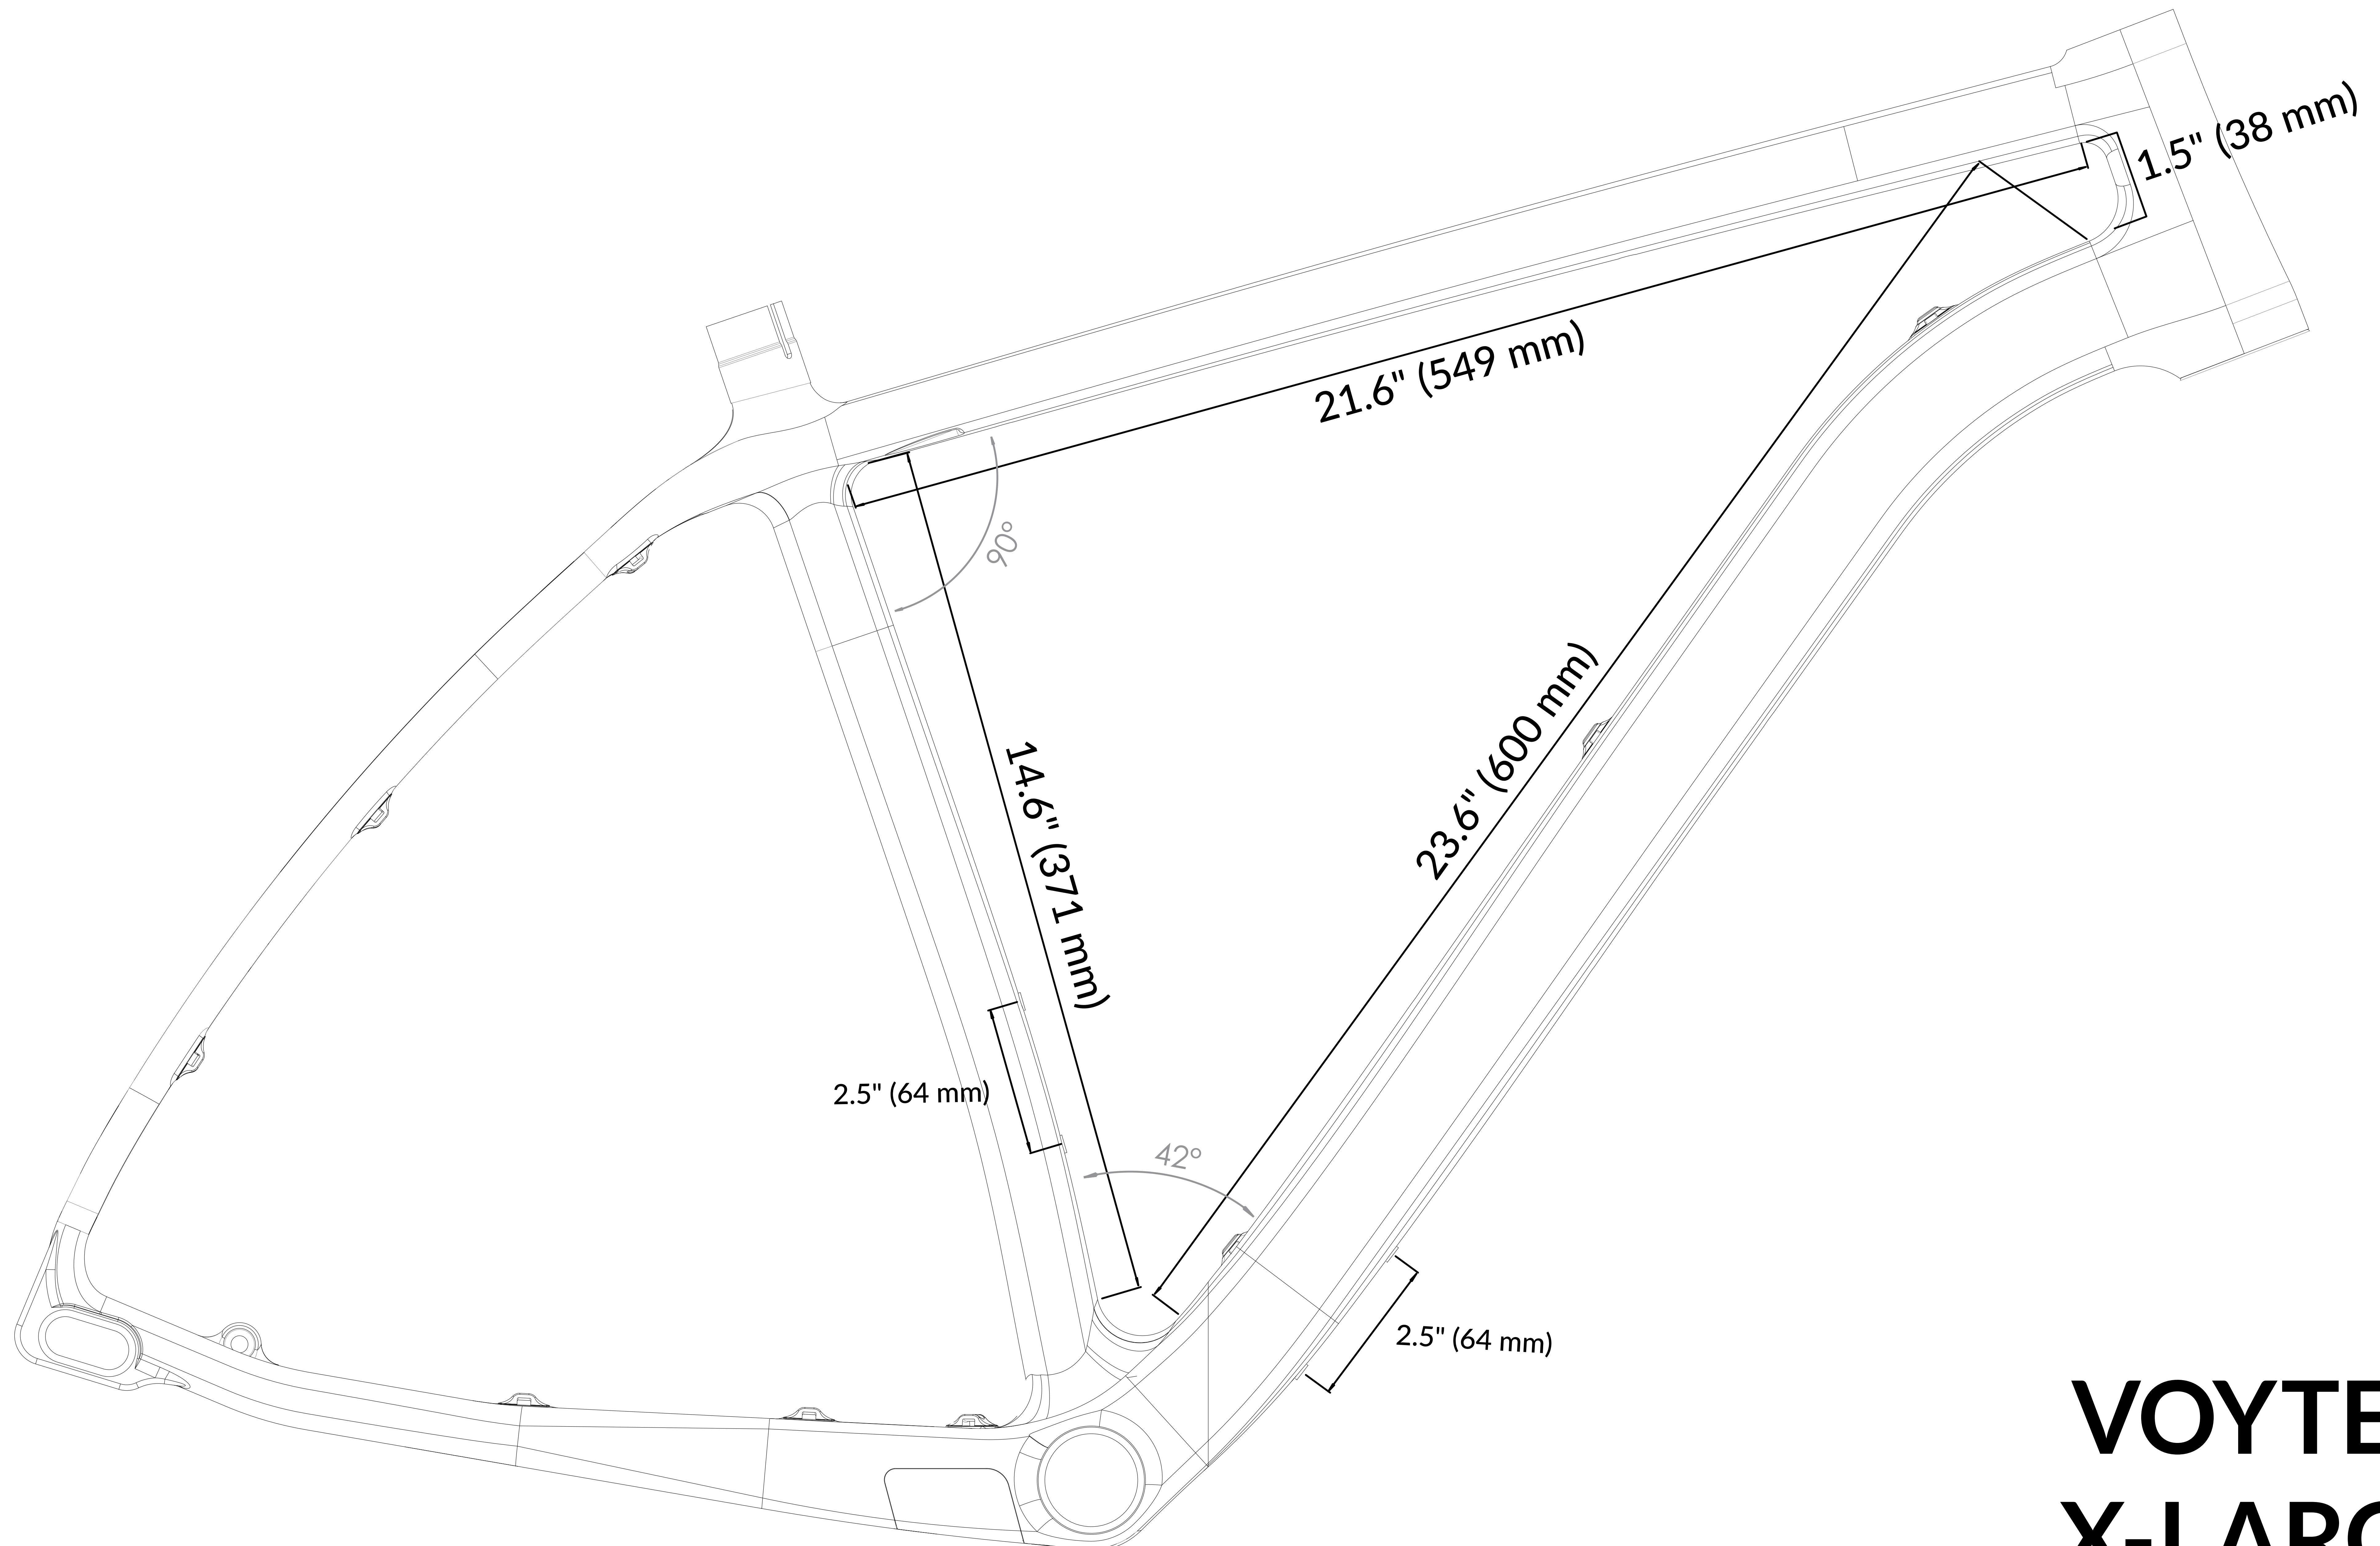 1.5" (38 mm)
21.6" (549 mm)
90°
23.6" (600 mm)
14.6" (371 mm)
2.5" (64 mm)
42°
2.5" (64 mm)
VOYTE
X-LARG